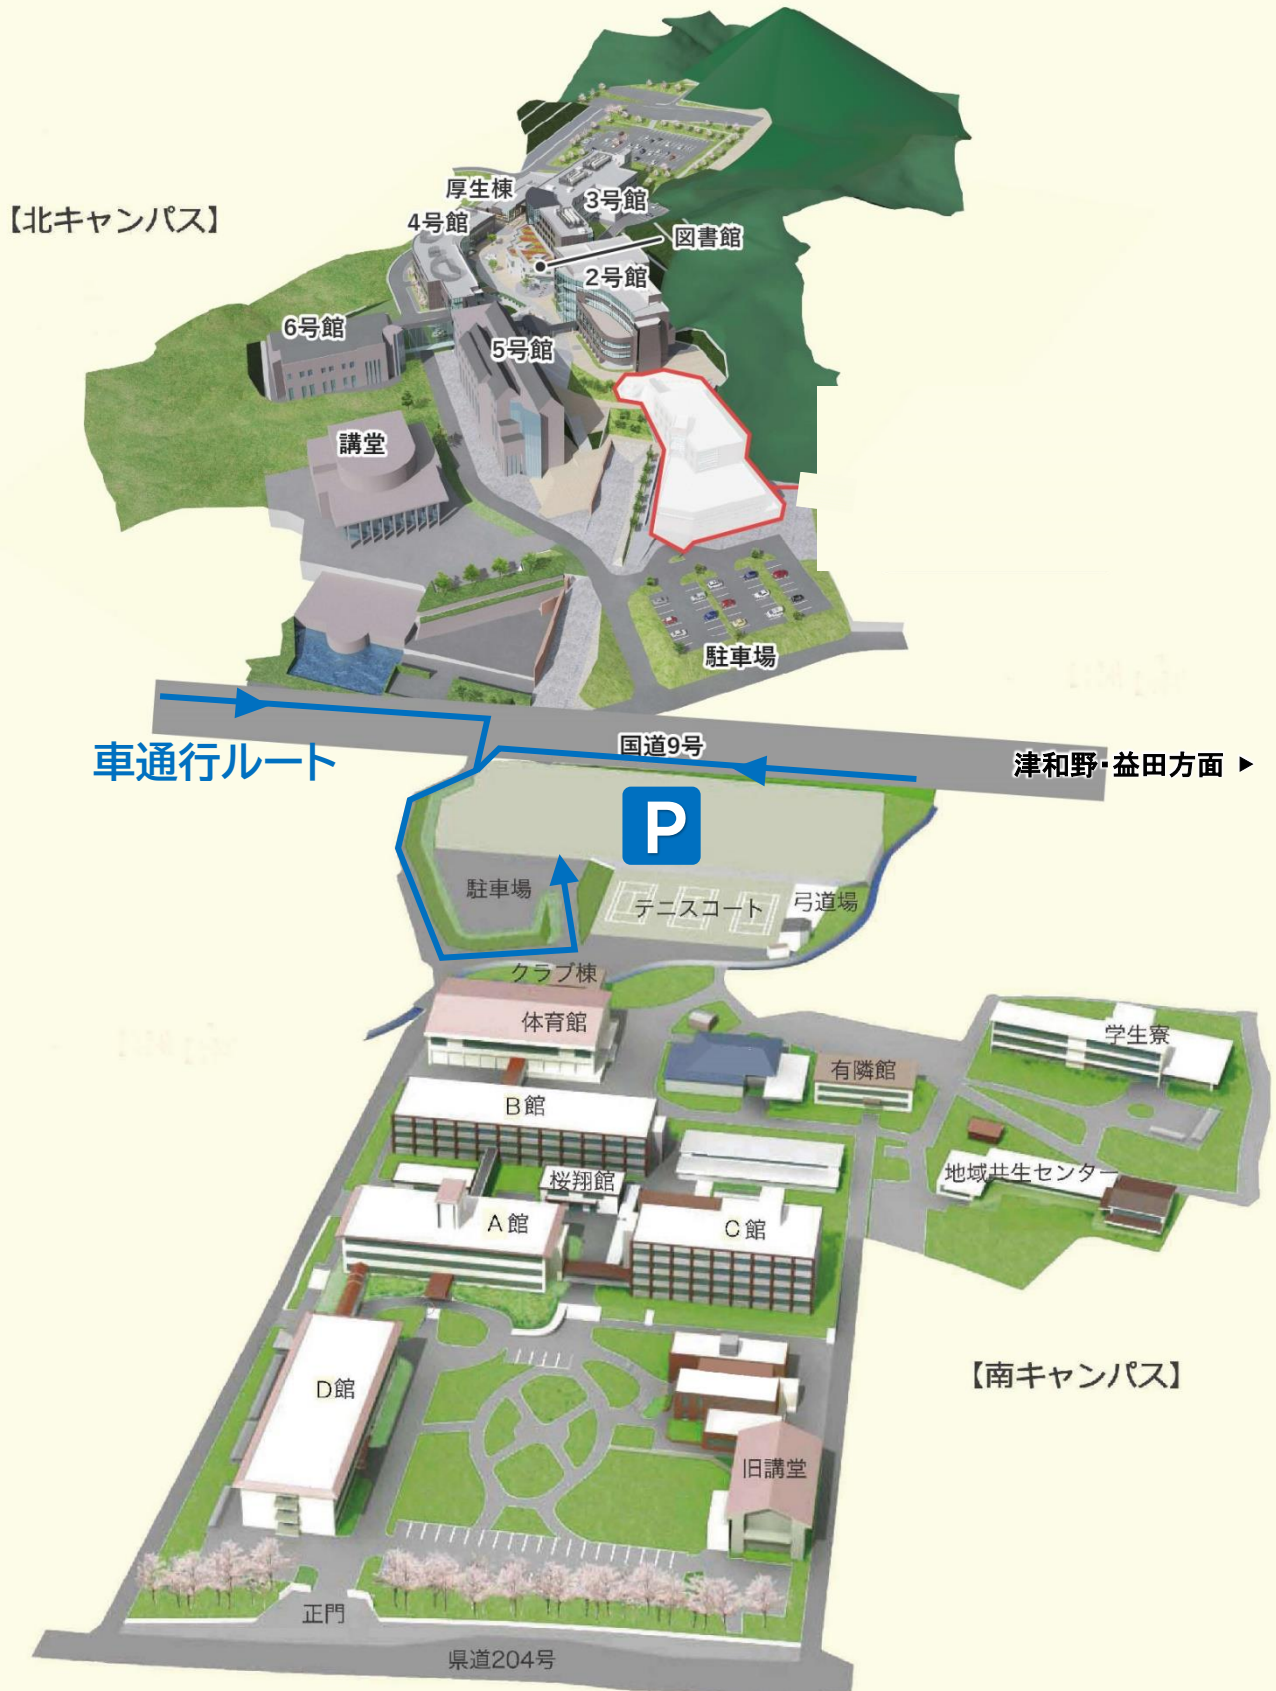 【北キャンパス】
厚生棟
3号館
4号館
図書館
2号館
6号館
5号館
講堂
駐車場
国道9号
車通行ルート
津和野・益田方面 ▶
P
駐車場
テニスコート
弓道場
クラブ棟
体育館
学生寮
有隣館
B館
地域共生センター
桜翔館
A館
C館
【南キャンパス】
D館
旧講堂
正門
県道204号